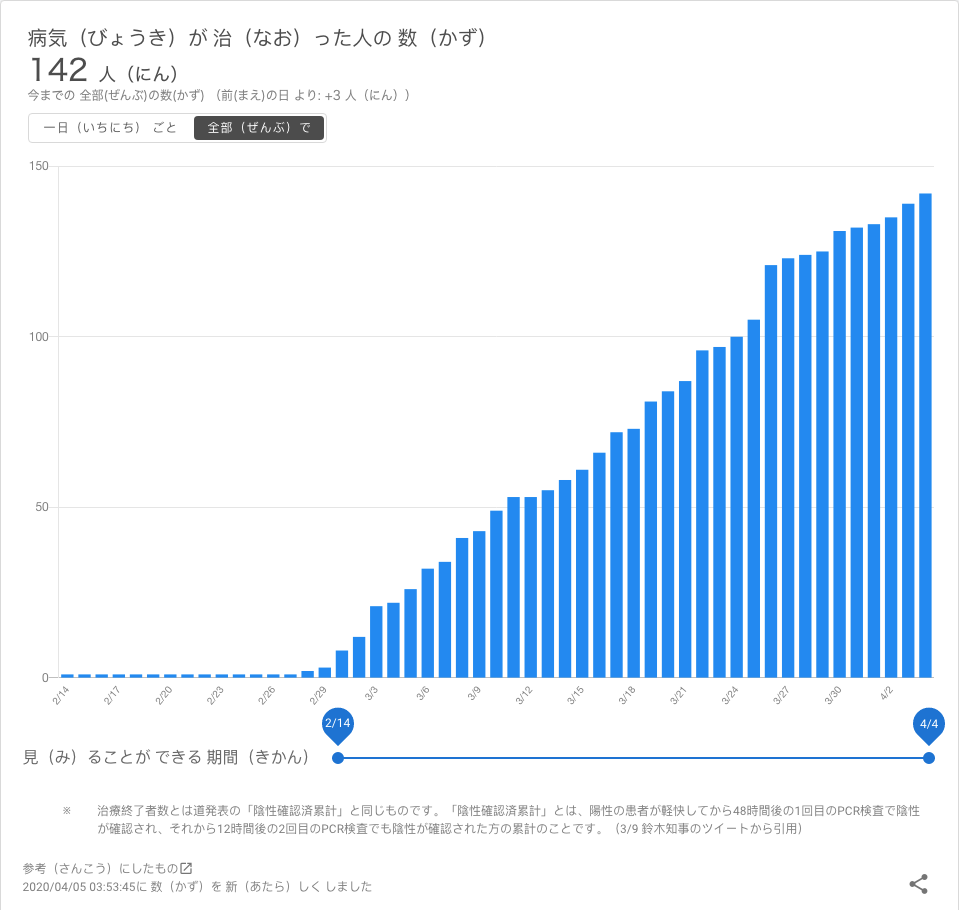 病気（びょうき）が 治（なお）った人の 数（かず）
142 人（にん）
今までの 全部(ぜんぶ)の数(かず) （前(まえ)の日 より: +3 人（にん））
一日（いちにち） ごと 全部（ぜんぶ）で
150
100
50
0
2/14 2/17 2/20 2/23 2/26 2/29 3/3 3/6 3/9 3/12 3/15 3/18 3/21 3/24 3/27 3/30 4/2
2/14 4/4
見（み）ることが できる 期間（きかん）
※ 治療終了者数とは道発表の「陰性確認済累計」と同じものです。「陰性確認済累計」とは、陽性の患者が軽快してから48時間後の1回目のPCR検査で陰性
が確認され、それから12時間後の2回目のPCR検査でも陰性が確認された方の累計のことです。（3/9 鈴木知事のツイートから引用）
参考（さんこう）にしたもの
2020/04/05 03:53:45に 数（かず）を 新（あたら）しく しました